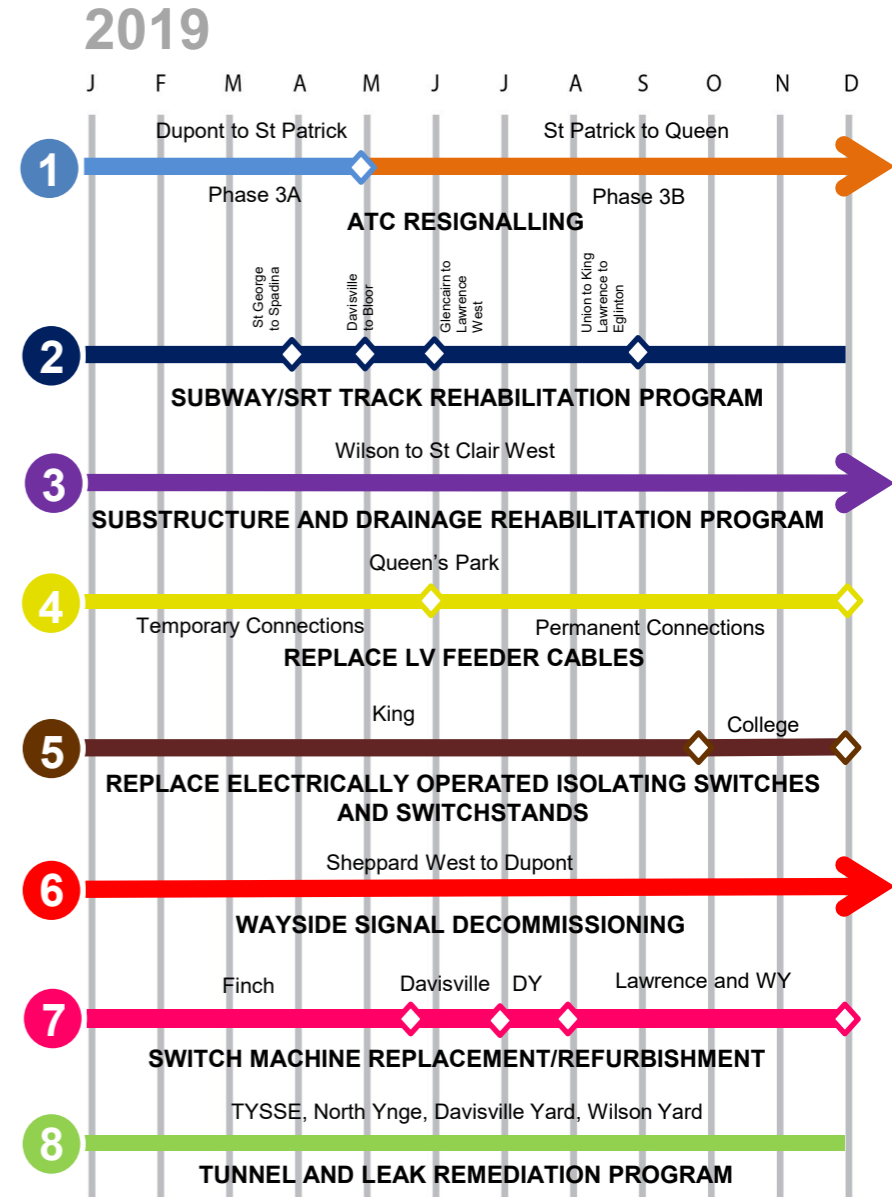 2019
J F M A M J J A S O N D
Dupont to St Patrick
St Patrick to Queen
1
Phase 3A
Phase 3B
ATC RESIGNALLING
St George
to Spadina
Davisville
to Bloor
Glencairn to
Lawrence
West
Union to King
Lawrence to
Eglinton
2
SUBWAY/SRT TRACK REHABILITATION PROGRAM
Wilson to St Clair West
3
SUBSTRUCTURE AND DRAINAGE REHABILITATION PROGRAM
Queen's Park
4
Temporary Connections
Permanent Connections
REPLACE LV FEEDER CABLES
King
College
5
REPLACE ELECTRICALLY OPERATED ISOLATING SWITCHES
AND SWITCHSTANDS
Sheppard West to Dupont
6
WAYSIDE SIGNAL DECOMMISSIONING
Finch
Davisville
DY
Lawrence and WY
7
SWITCH MACHINE REPLACEMENT/REFURBISHMENT
TYSSE, North Ynge, Davisville Yard, Wilson Yard
8
TUNNEL AND LEAK REMEDIATION PROGRAM